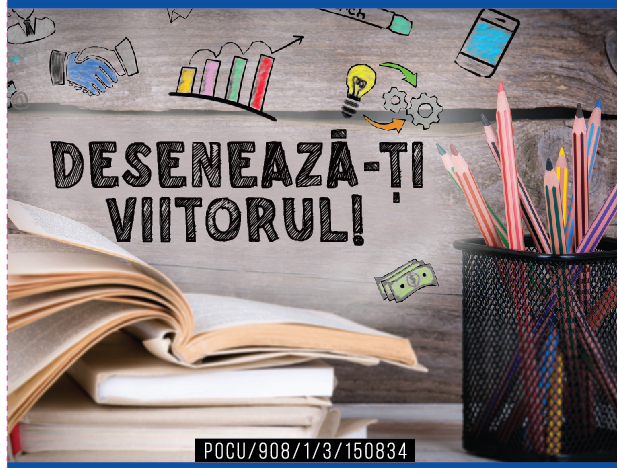 DESENEAZĂ-ȚI
VIITORUL!
POCU/908/1/3/150834